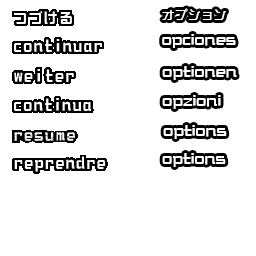 つづける
continuar
weiter
continua
resume
reprendre
オプション
opciones
optionen
opzioni
options
options